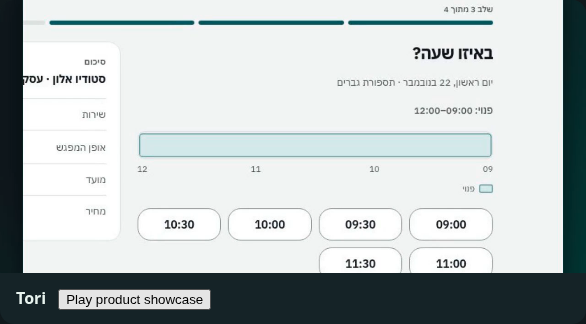 שלב 3 מתוך 4
באיזו שעה?
יום ראשון, 22 בנובמבר · תספורת גברים
פנוי: 09:00–12:00
09 10 11 12
פנוי
09:00 09:30 10:00 10:30
11:00 11:30
סיכום
סטודיו אלון · עסק
שירות
אופן המפגש
מועד
מחיר
Tori Play product showcase